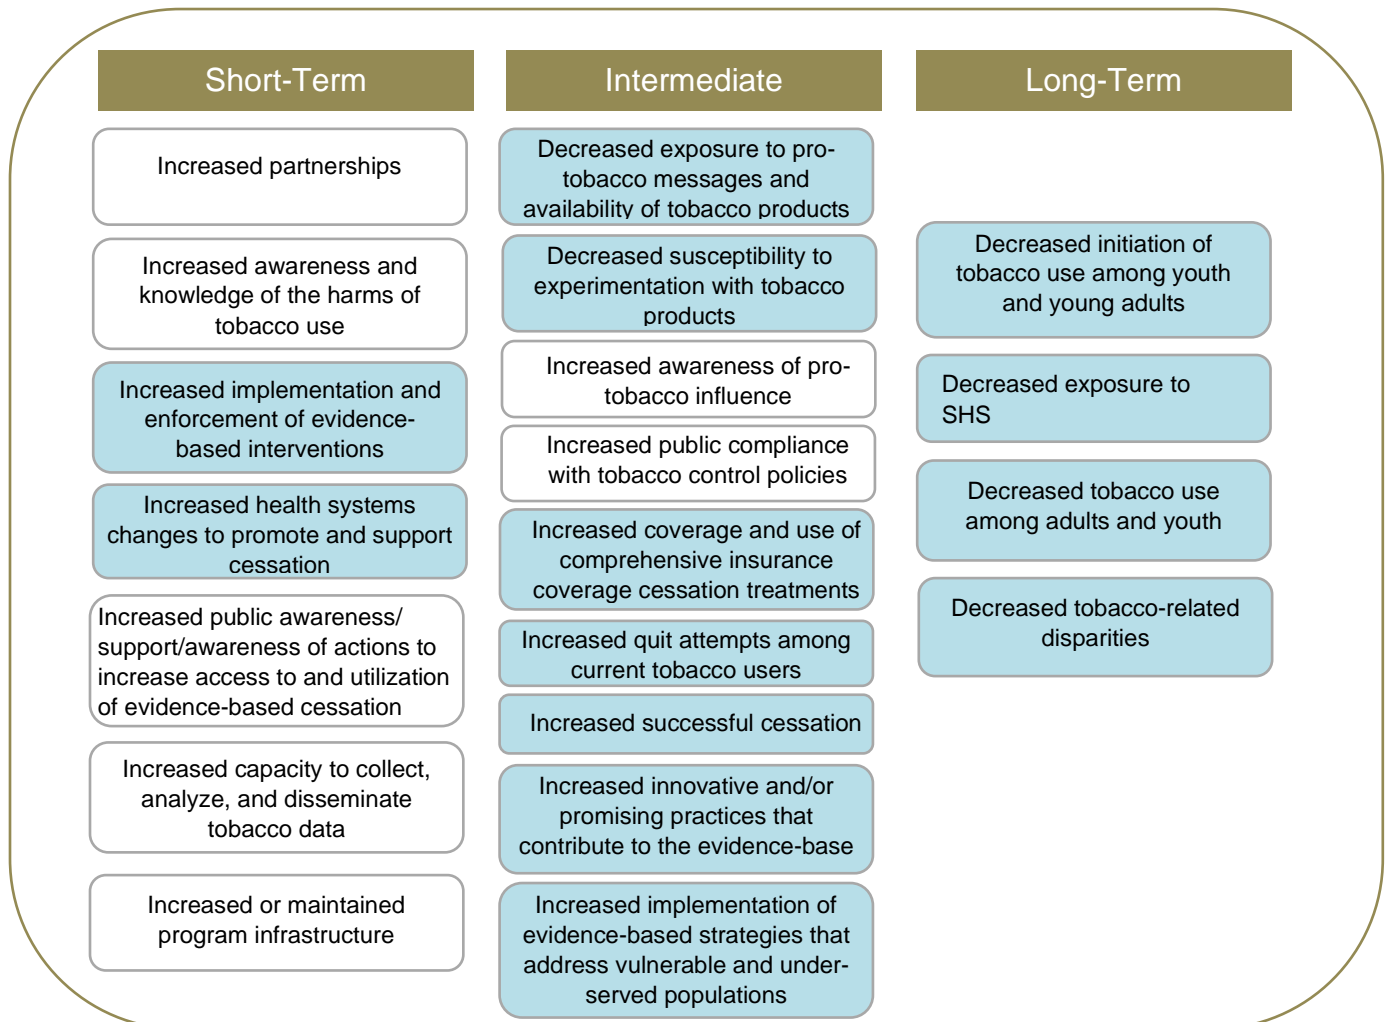 Short-Term
Increased partnerships
Increased awareness and
knowledge of the harms of
tobacco use
Increased implementation and
enforcement of evidence-
based interventions
Increased health systems
changes to promote and support
cessation
Increased public awareness/
support/awareness of actions to
increase access to and utilization
of evidence-based cessation
Increased capacity to collect,
analyze, and disseminate
tobacco data
Increased or maintained
program infrastructure
Intermediate
Decreased exposure to pro-
tobacco messages and
availability of tobacco products
Decreased susceptibility to
experimentation with tobacco
products
Increased awareness of pro-
tobacco influence
Increased public compliance
with tobacco control policies
Increased coverage and use of
comprehensive insurance
coverage cessation treatments
Increased quit attempts among
current tobacco users
Increased successful cessation
Increased innovative and/or
promising practices that
contribute to the evidence-base
Increased implementation of
evidence-based strategies that
address vulnerable and under-
served populations
Long-Term
Decreased initiation of
tobacco use among youth
and young adults
Decreased exposure to
SHS
Decreased tobacco use
among adults and youth
Decreased tobacco-related
disparities